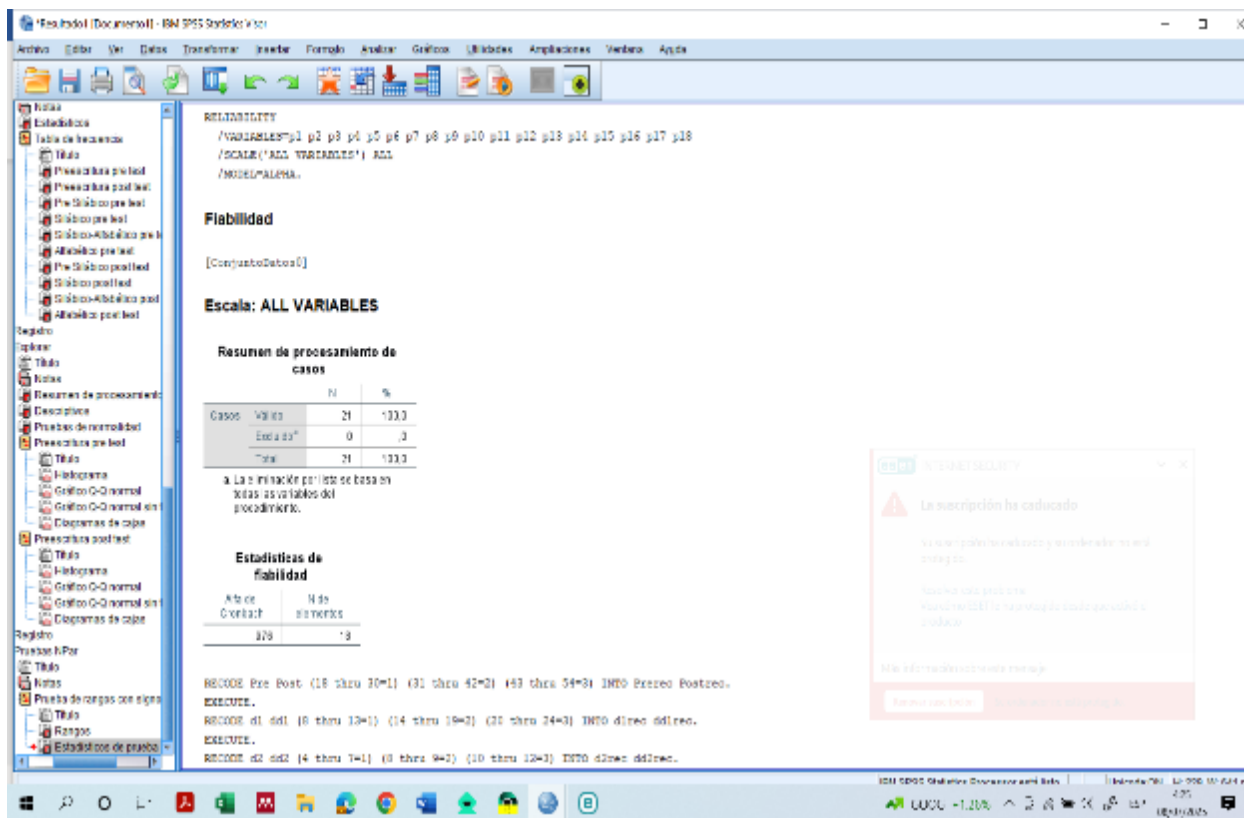 *Resultado1 [Documento1] - IBM SPSS Statistics Visor
Archivo Editar Ver Datos Transformar Insertar Formato Analizar Gráficos Utilidades Ampliaciones Ventana Ayuda
Notas
Estadísticos
Tabla de frecuencia
Título
Preescritura pre test
Preescritura post test
Pre Silábico pre test
Silábico pre test
Silábico-Alfabético pre t
Alfabético pre test
Pre Silábico post test
Silábico post test
Silábico-Alfabético post
Alfabético post test
Registro
Explorar
Título
Notas
Resumen de procesamiento
Descriptivos
Pruebas de normalidad
Preescritura pre test
Título
Histograma
Gráfico Q-Q normal
Gráfico Q-Q normal sin t
Diagramas de cajas
Preescritura post test
Título
Histograma
Gráfico Q-Q normal
Gráfico Q-Q normal sin t
Diagramas de cajas
Registro
Pruebas NPar
Título
Notas
Prueba de rangos con signo
Título
Rangos
Estadísticos de prueba
RELIABILITY
/VARIABLES=p1 p2 p3 p4 p5 p6 p7 p8 p9 p10 p11 p12 p13 p14 p15 p16 p17 p18
/SCALE('ALL VARIABLES') ALL
/MODEL=ALPHA.
Fiabilidad
[ConjuntoDatos0]
Escala: ALL VARIABLES
Resumen de procesamiento de
casos
N %
Casos Válido 21 100,0
Excluido^a 0 ,0
Total 21 100,0
a. La eliminación por lista se basa en
todas las variables del
procedimiento.
Estadísticas de
fiabilidad
Alfa de
Cronbach
N de
elementos
,976 18
RECODE Pre Post (18 thru 30=1) (31 thru 42=2) (43 thru 54=3) INTO Prerec Postrec.
EXECUTE.
RECODE d1 dd1 (8 thru 13=1) (14 thru 19=2) (20 thru 24=3) INTO d1rec dd1rec.
EXECUTE.
RECODE d2 dd2 (4 thru 7=1) (8 thru 9=2) (10 thru 12=3) INTO d2rec dd2rec.
eset INTERNET SECURITY
La suscripción ha caducado
IBM SPSS Statistics Processor está listo
GOOG -1,26%
4:25